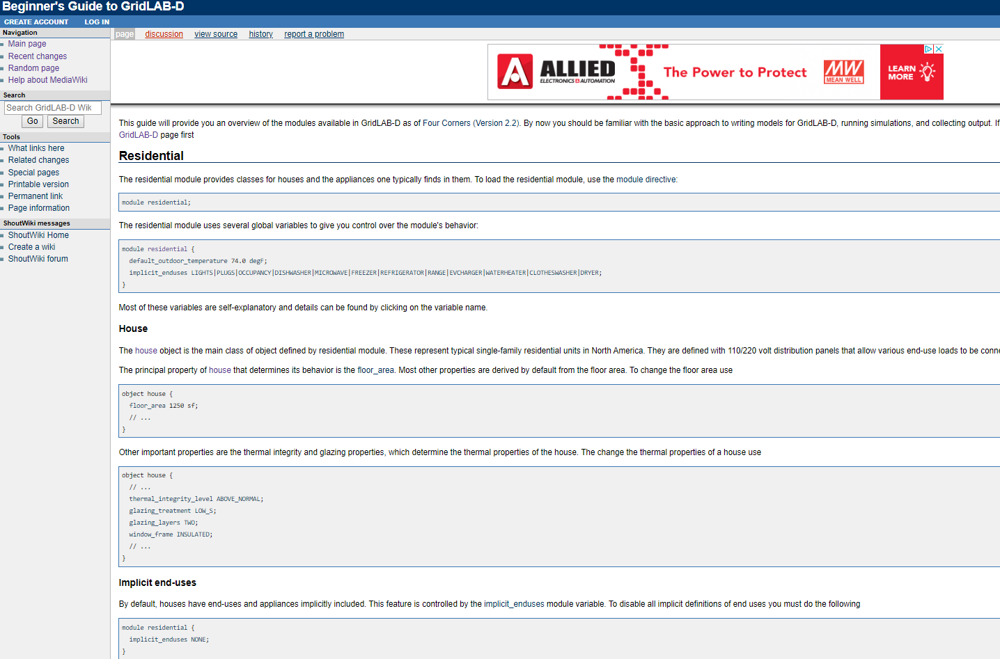 Beginner's Guide to GridLAB-D
CREATE ACCOUNT LOG IN
Navigation
Main page
Recent changes
Random page
Help about MediaWiki
Search
Search GridLAB-D Wik
Go Search
Tools
What links here
Related changes
Special pages
Printable version
Permanent link
Page information
ShoutWiki messages
ShoutWiki Home
Create a wiki
ShoutWiki forum
page discussion view source history report a problem
ALLIED
ELECTRONICS & AUTOMATION
The Power to Protect
MW
MEAN WELL
LEARN
MORE
This guide will provide you an overview of the modules available in GridLAB-D as of Four Corners (Version 2.2). By now you should be familiar with the basic approach to writing models for GridLAB-D, running simulations, and collecting output. If
GridLAB-D page first
Residential
The residential module provides classes for houses and the appliances one typically finds in them. To load the residential module, use the module directive:
module residential;
The residential module uses several global variables to give you control over the module's behavior:
module residential {
default_outdoor_temperature 74.0 degF;
implicit_enduses LIGHTS|PLUGS|OCCUPANCY|DISHWASHER|MICROWAVE|FREEZER|REFRIGERATOR|RANGE|EVCHARGER|WATERHEATER|CLOTHESWASHER|DRYER;
}
Most of these variables are self-explanatory and details can be found by clicking on the variable name.
House
The house object is the main class of object defined by residential module. These represent typical single-family residential units in North America. They are defined with 110/220 volt distribution panels that allow various end-use loads to be conne
The principal property of house that determines its behavior is the floor_area. Most other properties are derived by default from the floor area. To change the floor area use
object house {
floor_area 1250 sf;
// ...
}
Other important properties are the thermal integrity and glazing properties, which determine the thermal properties of the house. The change the thermal properties of a house use
object house {
// ...
thermal_integrity_level ABOVE_NORMAL;
glazing_treatment LOW_S;
glazing_layers TWO;
window_frame INSULATED;
// ...
}
Implicit end-uses
By default, houses have end-uses and appliances implicitly included. This feature is controlled by the implicit_enduses module variable. To disable all implicit definitions of end uses you must do the following
module residential {
implicit_enduses NONE;
}